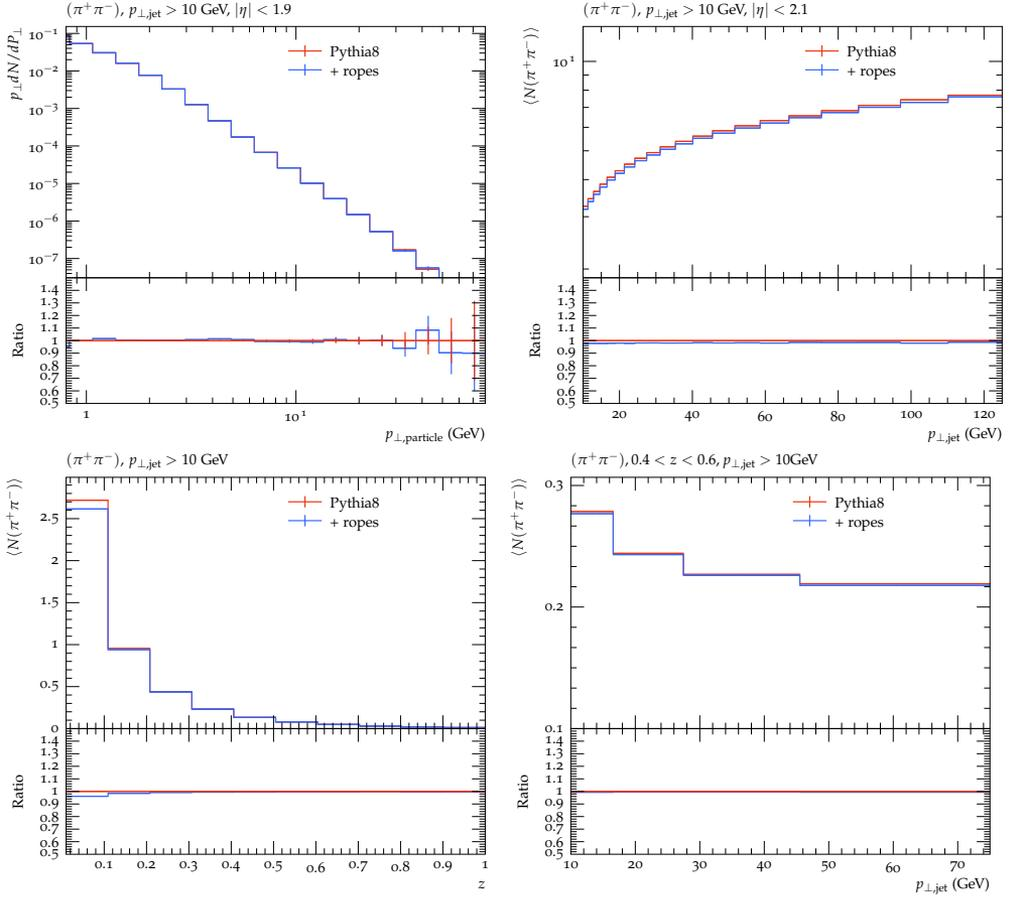 (π⁺π⁻), p⊥,jet > 10 GeV, |η| < 1.9
p⊥dN/dP⊥
Pythia8
+ ropes
10⁻¹
10⁻²
10⁻³
10⁻⁴
10⁻⁵
10⁻⁶
10⁻⁷
Ratio
1.4
1.3
1.2
1.1
1
0.9
0.8
0.7
0.6
0.5
1
10¹
p⊥,particle (GeV)
(π⁺π⁻), p⊥,jet > 10 GeV, |η| < 2.1
⟨N(π⁺π⁻)⟩
Pythia8
+ ropes
10¹
Ratio
1.4
1.3
1.2
1.1
1
0.9
0.8
0.7
0.6
0.5
20 40 60 80 100 120
p⊥,jet (GeV)
(π⁺π⁻), p⊥,jet > 10 GeV
⟨N(π⁺π⁻)⟩
Pythia8
+ ropes
2.5
2
1.5
1
0.5
0
Ratio
1.4
1.3
1.2
1.1
1
0.9
0.8
0.7
0.6
0.5
0.1 0.2 0.3 0.4 0.5 0.6 0.7 0.8 0.9 1
z
(π⁺π⁻), 0.4 < z < 0.6, p⊥,jet > 10GeV
⟨N(π⁺π⁻)⟩
Pythia8
+ ropes
0.3
0.2
0.1
Ratio
1.4
1.3
1.2
1.1
1
0.9
0.8
0.7
0.6
0.5
10 20 30 40 50 60 70
p⊥,jet (GeV)